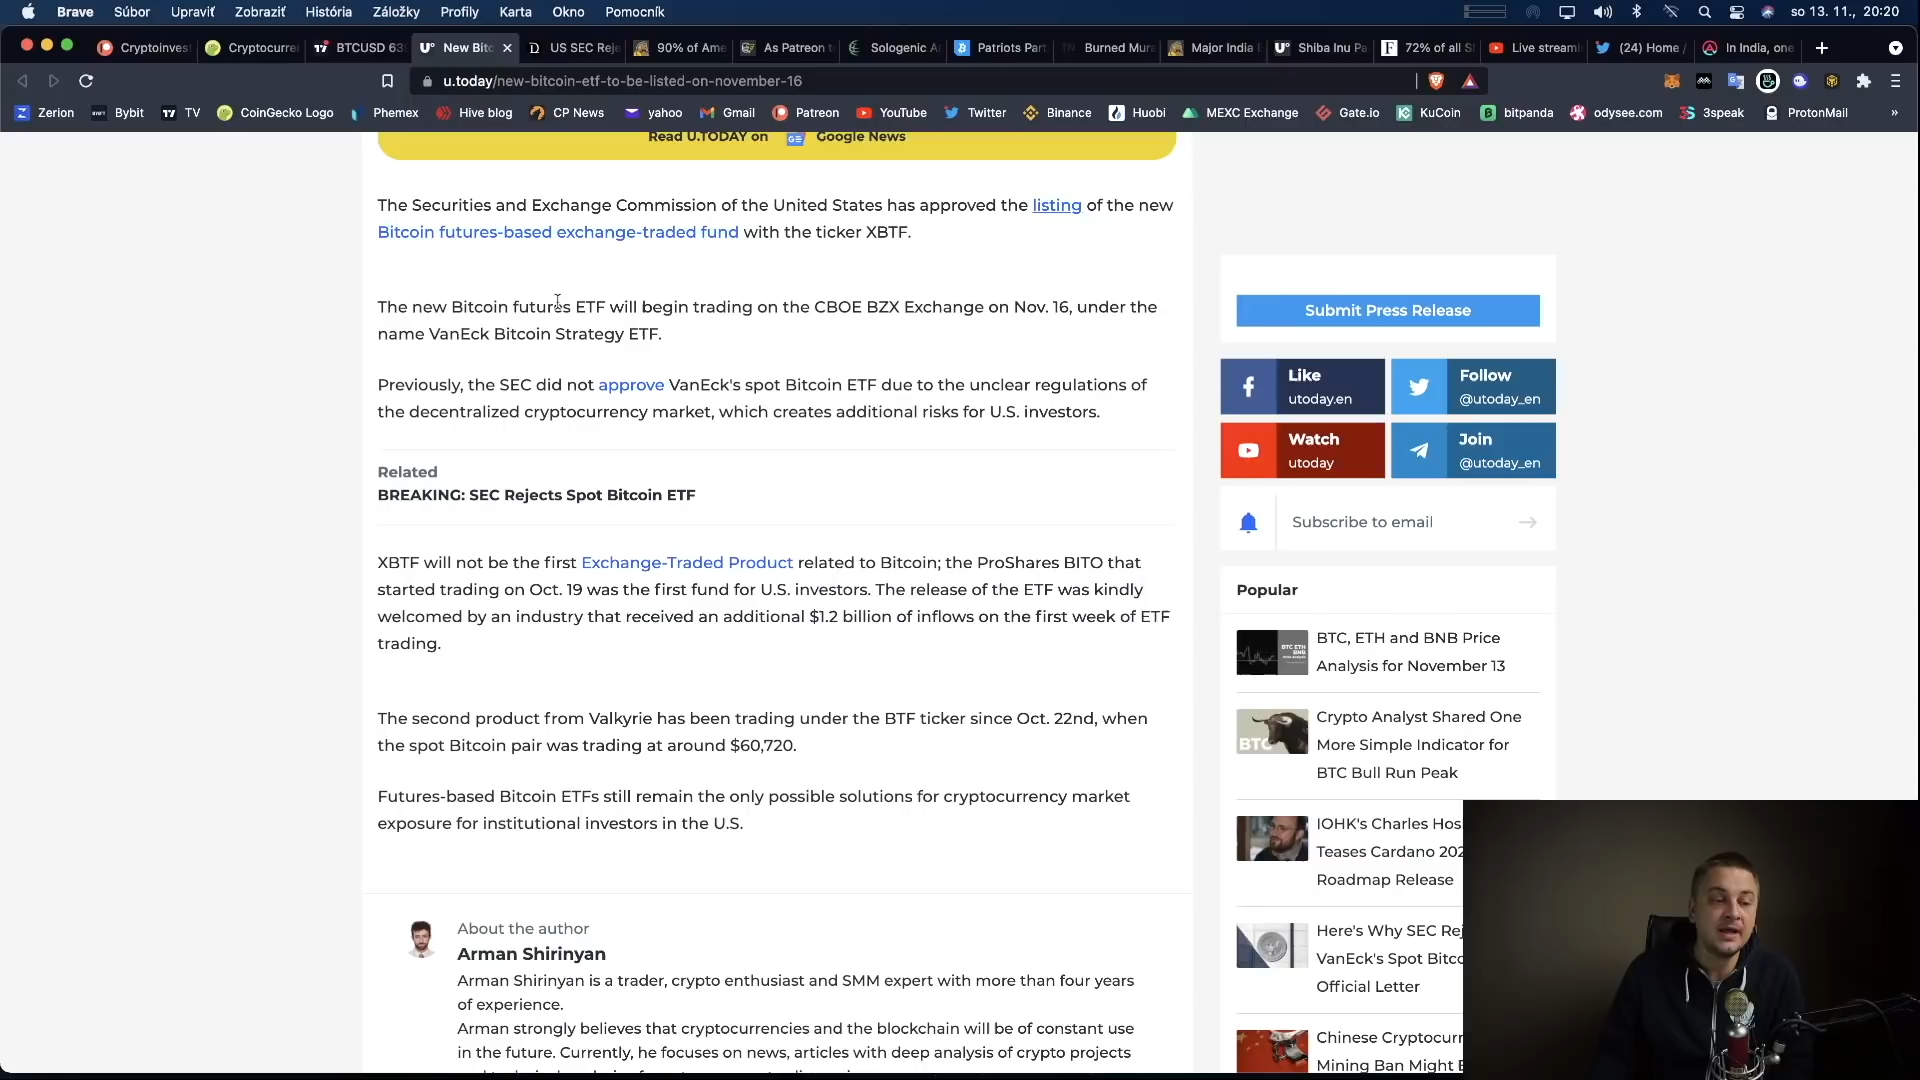 Brave Súbor Upraviť Zobraziť História Záložky Profily Karta Okno Pomocník so 13. 11., 20:20
Cryptoinves Cryptocurre BTCUSD 63 New Bitc US SEC Reje 90% of Ame As Patreon t Sologenic A Patriots Part Burned Mura Major India Shiba Inu Pa 72% of all S Live streami (24) Home / In India, one
u.today/new-bitcoin-etf-to-be-listed-on-november-16
Zerion Bybit TV CoinGecko Logo Phemex Hive blog CP News yahoo Gmail Patreon YouTube Twitter Binance Huobi MEXC Exchange Gate.io KuCoin bitpanda odysee.com 3speak ProtonMail »
Read U.TODAY on Google News
The Securities and Exchange Commission of the United States has approved the listing of the new
Bitcoin futures-based exchange-traded fund with the ticker XBTF.
The new Bitcoin futures ETF will begin trading on the CBOE BZX Exchange on Nov. 16, under the
name VanEck Bitcoin Strategy ETF.
Previously, the SEC did not approve VanEck's spot Bitcoin ETF due to the unclear regulations of
the decentralized cryptocurrency market, which creates additional risks for U.S. investors.
Related
BREAKING: SEC Rejects Spot Bitcoin ETF
XBTF will not be the first Exchange-Traded Product related to Bitcoin; the ProShares BITO that
started trading on Oct. 19 was the first fund for U.S. investors. The release of the ETF was kindly
welcomed by an industry that received an additional $1.2 billion of inflows on the first week of ETF
trading.
The second product from Valkyrie has been trading under the BTF ticker since Oct. 22nd, when
the spot Bitcoin pair was trading at around $60,720.
Futures-based Bitcoin ETFs still remain the only possible solutions for cryptocurrency market
exposure for institutional investors in the U.S.
About the author
Arman Shirinyan
Arman Shirinyan is a trader, crypto enthusiast and SMM expert with more than four years
of experience.
Arman strongly believes that cryptocurrencies and the blockchain will be of constant use
in the future. Currently, he focuses on news, articles with deep analysis of crypto projects
Submit Press Release
Like
utoday.en
Follow
@utoday_en
Watch
utoday
Join
@utoday_en
Subscribe to email
Popular
BTC, ETH and BNB Price
Analysis for November 13
Crypto Analyst Shared One
More Simple Indicator for
BTC Bull Run Peak
BTC
IOHK's Charles Hos
Teases Cardano 202
Roadmap Release
Here's Why SEC Rej
VanEck's Spot Bitco
Official Letter
Chinese Cryptocurr
Mining Ban Might